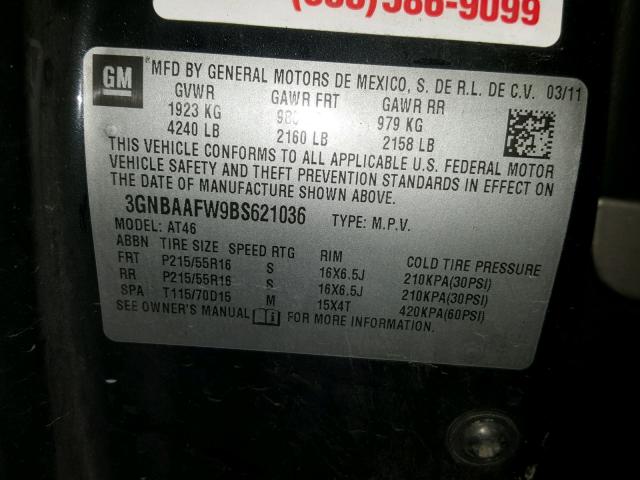 986-9099
GM
MFD BY GENERAL MOTORS DE MEXICO, S. DE R.L. DE C.V. 03/11
GVWR GAWR FRT GAWR RR
1923 KG 979 KG
4240 LB 2160 LB 2158 LB
THIS VEHICLE CONFORMS TO ALL APPLICABLE U.S. FEDERAL MOTOR
VEHICLE SAFETY AND THEFT PREVENTION STANDARDS IN EFFECT ON
THE DATE OF MANUFACTURE SHOWN ABOVE.
3GNBAAFW9BS621036 TYPE: M.P.V.
MODEL: AT46
ABBN TIRE SIZE SPEED RTG RIM COLD TIRE PRESSURE
FRT P215/55R16 S 16X6.5J 210KPA(30PSI)
RR P215/55R16 S 16X6.5J 210KPA(30PSI)
SPA T115/70D15 M 15X4T 420KPA(60PSI)
SEE OWNER'S MANUAL FOR MORE INFORMATION.